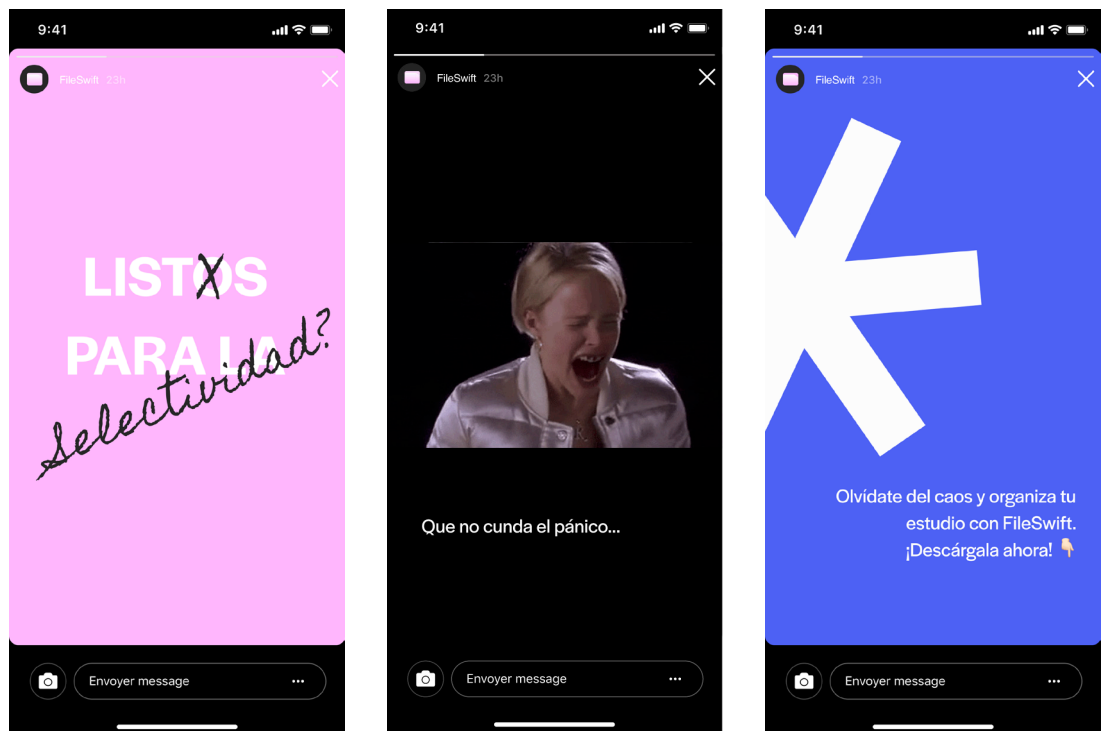 9:41
FileSwift 23h
LISTXS
PARA LA
Selectividad?
Envoyer message
9:41
FileSwift 23h
R
Que no cunda el pánico...
Envoyer message
9:41
FileSwift 23h
Olvídate del caos y organiza tu
estudio con FileSwift.
¡Descárgala ahora! 👇🏻
Envoyer message